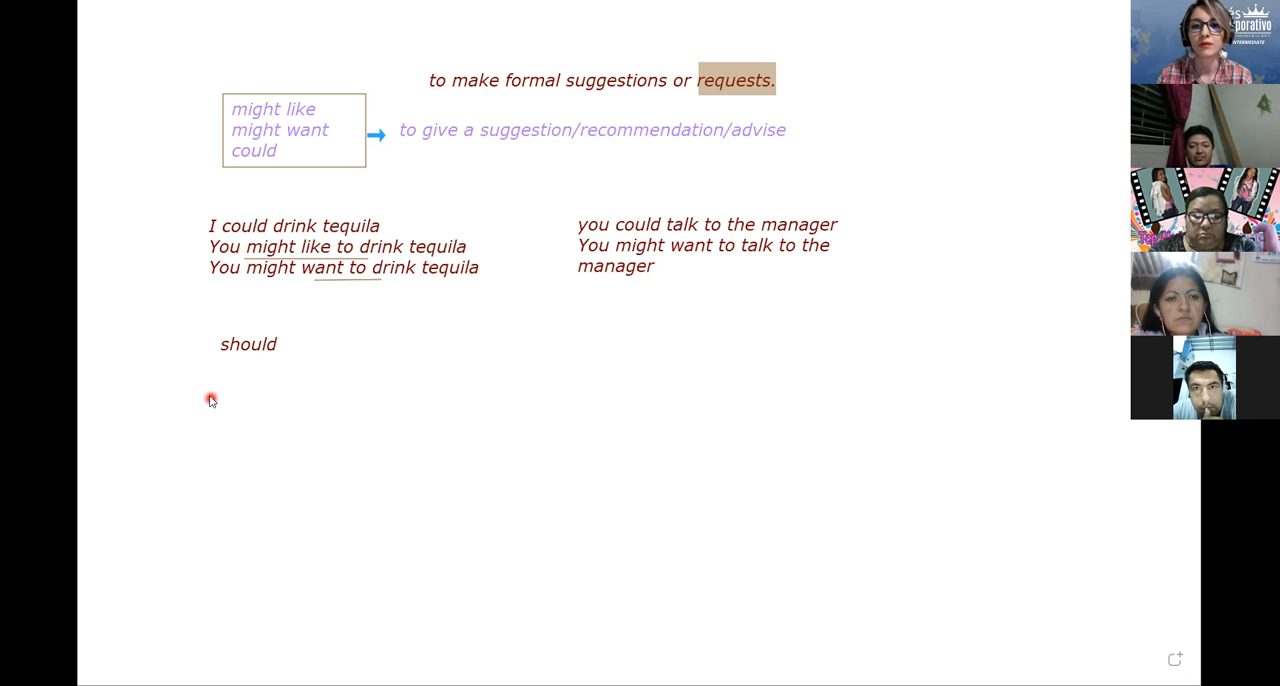 to make formal suggestions or requests.
might like
might want
could
to give a suggestion/recommendation/advise
I could drink tequila
You might like to drink tequila
You might want to drink tequila
you could talk to the manager
You might want to talk to the
manager
should
INTERMEDIATE